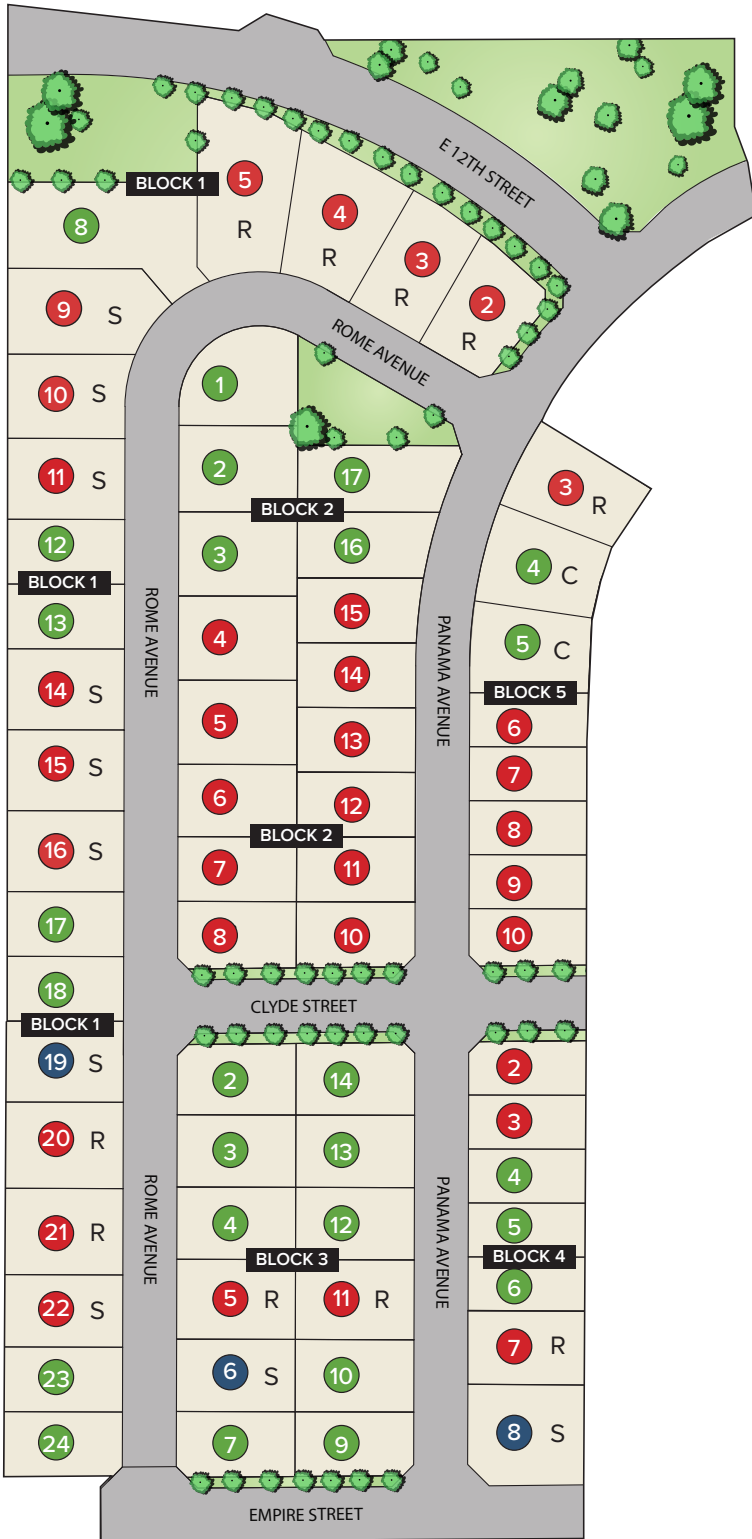 E 12TH STREET
BLOCK 1
5
R
4
R
3
R
2
R
8
9 S
10 S
11 S
12
BLOCK 1
13
14 S
15 S
16 S
17
18
BLOCK 1
19 S
20 R
21 R
22 S
23
24
ROME AVENUE
ROME AVENUE
ROME AVENUE
1
2
17
BLOCK 2
3
16
4
15
14
5
13
6
12
BLOCK 2
7
11
8
10
PANAMA AVENUE
3 R
4 C
5 C
BLOCK 5
6
7
8
9
10
CLYDE STREET
2
14
3
13
4
12
BLOCK 3
5 R
11 R
6 S
10
7
9
PANAMA AVENUE
2
3
4
5
BLOCK 4
6
7 R
8 S
EMPIRE STREET